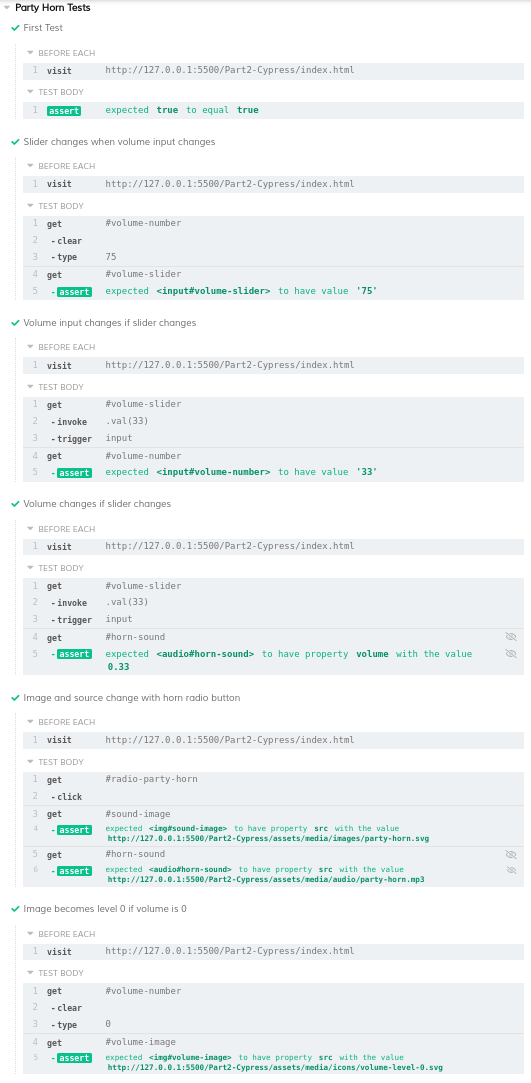 Party Horn Tests
First Test
BEFORE EACH
1 visit http://127.0.0.1:5500/Part2-Cypress/index.html
TEST BODY
1 assert expected true to equal true
Slider changes when volume input changes
BEFORE EACH
1 visit http://127.0.0.1:5500/Part2-Cypress/index.html
TEST BODY
1 get #volume-number
2 -clear
3 -type 75
4 get #volume-slider
5 -assert expected <input#volume-slider> to have value '75'
Volume input changes if slider changes
BEFORE EACH
1 visit http://127.0.0.1:5500/Part2-Cypress/index.html
TEST BODY
1 get #volume-slider
2 -invoke .val(33)
3 -trigger input
4 get #volume-number
5 -assert expected <input#volume-number> to have value '33'
Volume changes if slider changes
BEFORE EACH
1 visit http://127.0.0.1:5500/Part2-Cypress/index.html
TEST BODY
1 get #volume-slider
2 -invoke .val(33)
3 -trigger input
4 get #horn-sound
5 -assert expected <audio#horn-sound> to have property volume with the value
0.33
Image and source change with horn radio button
BEFORE EACH
1 visit http://127.0.0.1:5500/Part2-Cypress/index.html
TEST BODY
1 get #radio-party-horn
2 -click
3 get #sound-image
4 -assert expected <img#sound-image> to have property src with the value
http://127.0.0.1:5500/Part2-Cypress/assets/media/images/party-horn.svg
5 get #horn-sound
6 -assert expected <audio#horn-sound> to have property src with the value
http://127.0.0.1:5500/Part2-Cypress/assets/media/audio/party-horn.mp3
Image becomes level 0 if volume is 0
BEFORE EACH
1 visit http://127.0.0.1:5500/Part2-Cypress/index.html
TEST BODY
1 get #volume-number
2 -clear
3 -type 0
4 get #volume-image
5 -assert expected <img#volume-image> to have property src with the value
http://127.0.0.1:5500/Part2-Cypress/assets/media/icons/volume-level-0.svg